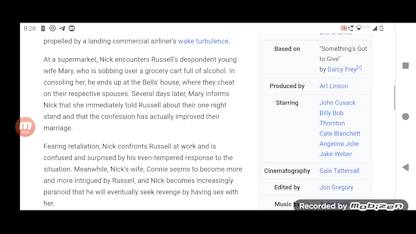 8:28
propelled by a landing commercial airliner's wake turbulence.
At a supermarket, Nick encounters Russell's despondent young
wife Mary, who is sobbing over a grocery cart full of alcohol. In
consoling her, he ends up at the Bells' house, where they cheat
on their respective spouses. Several days later, Mary informs
Nick that she immediately told Russell about their one-night
stand and that the confession has actually improved their
marriage.
Fearing retaliation, Nick confronts Russell at work and is
confused and surprised by his even-tempered response to the
situation. Meanwhile, Nick's wife, Connie seems to become more
and more intrigued by Russell, and Nick becomes increasingly
paranoid that he will eventually seek revenge by having sex with
her.
Based on "Something's Got
to Give"
by Darcy Frey[1]
Produced by Art Linson
Starring John Cusack
Billy Bob
Thornton
Cate Blanchett
Angelina Jolie
Jake Weber
Cinematography Gale Tattersall
Edited by Jon Gregory
Music
Recorded by Mobizen